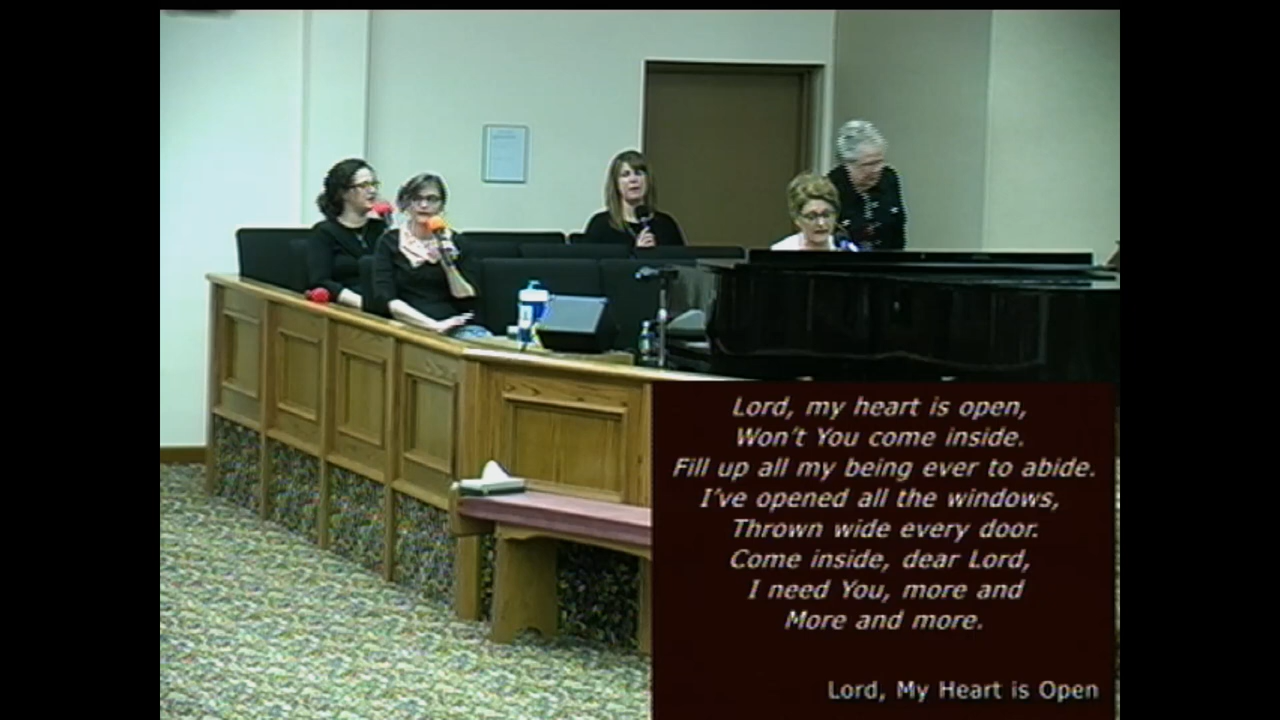 Lord, my heart is open,
Won't You come inside.
Fill up all my being ever to abide.
I've opened all the windows,
Thrown wide every door.
Come inside, dear Lord,
I need You, more and
More and more.
Lord, My Heart is Open